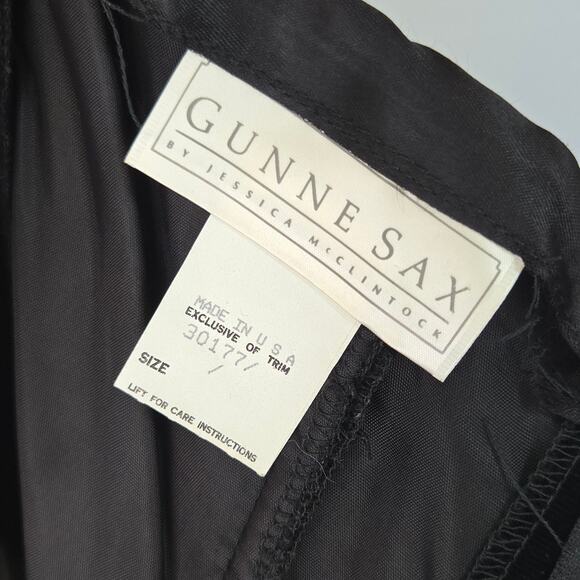 GUNNE SAX
BY JESSICA McCLINTOCK
MADE IN U S A
EXCLUSIVE OF TRIM
30177/
/
SIZE
LIFT FOR CARE INSTRUCTIONS